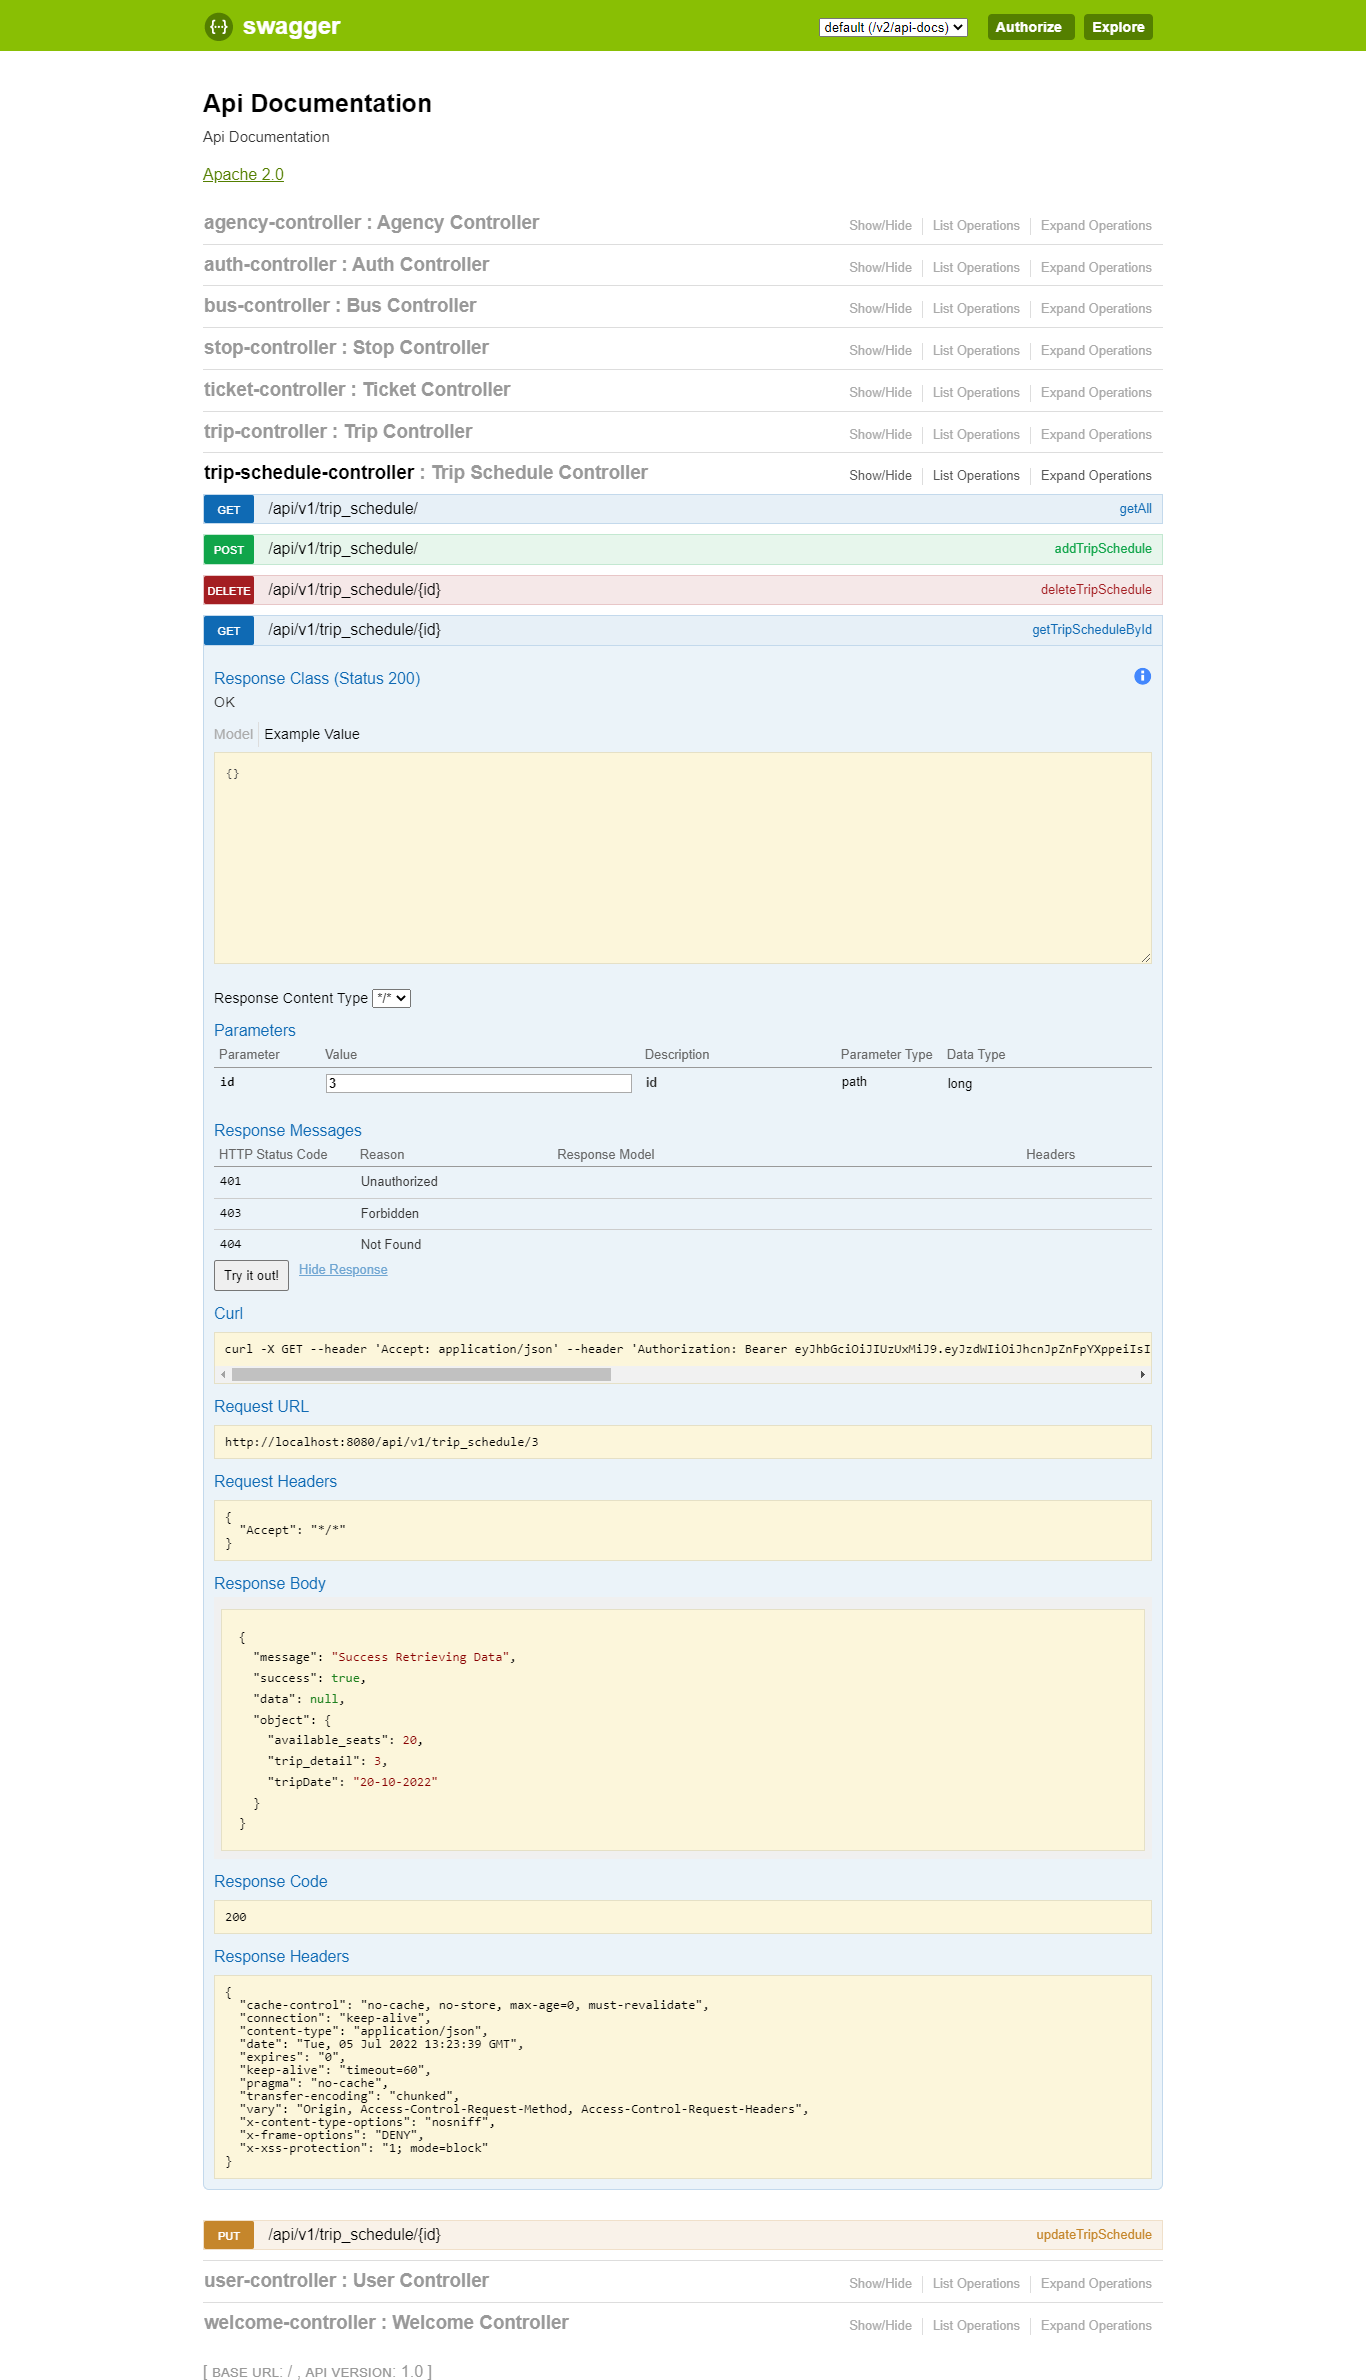 swagger
default (/v2/api-docs)
Authorize
Explore
Api Documentation
Api Documentation
Apache 2.0
agency-controller : Agency Controller Show/Hide List Operations Expand Operations
auth-controller : Auth Controller Show/Hide List Operations Expand Operations
bus-controller : Bus Controller Show/Hide List Operations Expand Operations
stop-controller : Stop Controller Show/Hide List Operations Expand Operations
ticket-controller : Ticket Controller Show/Hide List Operations Expand Operations
trip-controller : Trip Controller Show/Hide List Operations Expand Operations
trip-schedule-controller : Trip Schedule Controller Show/Hide List Operations Expand Operations
GET /api/v1/trip_schedule/ getAll
POST /api/v1/trip_schedule/ addTripSchedule
DELETE /api/v1/trip_schedule/{id} deleteTripSchedule
GET /api/v1/trip_schedule/{id} getTripScheduleById
Response Class (Status 200)
OK
Model Example Value
{}
Response Content Type */*
Parameters
Parameter Value Description Parameter Type Data Type
id 3 id path long
Response Messages
HTTP Status Code Reason Response Model Headers
401 Unauthorized
403 Forbidden
404 Not Found
Try it out! Hide Response
Curl
curl -X GET --header 'Accept: application/json' --header 'Authorization: Bearer eyJhbGciOiJIUzUxMiJ9.eyJzdWIiOiJhcnJpZnFpYXppeiIsI
Request URL
http://localhost:8080/api/v1/trip_schedule/3
Request Headers
{
  "Accept": "*/*"
}
Response Body
{
  "message": "Success Retrieving Data",
  "success": true,
  "data": null,
  "object": {
    "available_seats": 20,
    "trip_detail": 3,
    "tripDate": "20-10-2022"
  }
}
Response Code
200
Response Headers
{
  "cache-control": "no-cache, no-store, max-age=0, must-revalidate",
  "connection": "keep-alive",
  "content-type": "application/json",
  "date": "Tue, 05 Jul 2022 13:23:39 GMT",
  "expires": "0",
  "keep-alive": "timeout=60",
  "pragma": "no-cache",
  "transfer-encoding": "chunked",
  "vary": "Origin, Access-Control-Request-Method, Access-Control-Request-Headers",
  "x-content-type-options": "nosniff",
  "x-frame-options": "DENY",
  "x-xss-protection": "1; mode=block"
}
PUT /api/v1/trip_schedule/{id} updateTripSchedule
user-controller : User Controller Show/Hide List Operations Expand Operations
welcome-controller : Welcome Controller Show/Hide List Operations Expand Operations
[ BASE URL: / , API VERSION: 1.0 ]